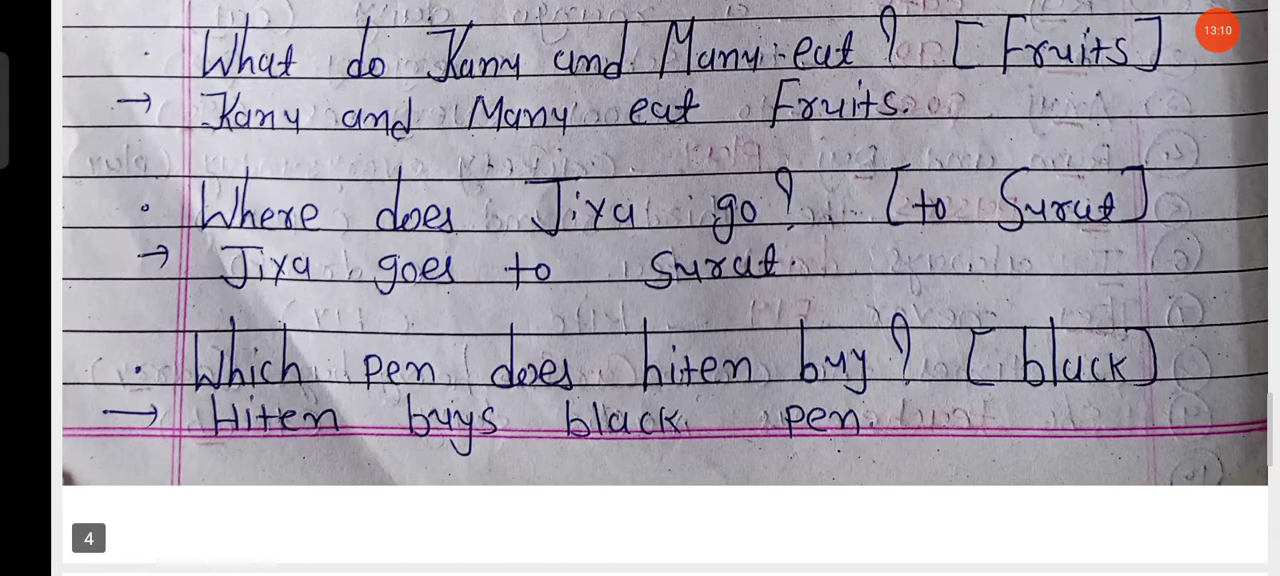 What do Kany and Many eat? [Fruits]
13:10
→ Kany and Many eat Fruits.
• Where does Jiya go? [to Surat]
→ Jiya goes to Surat.
• Which pen does hiten buy? [black]
→ Hiten buys black pen.
4